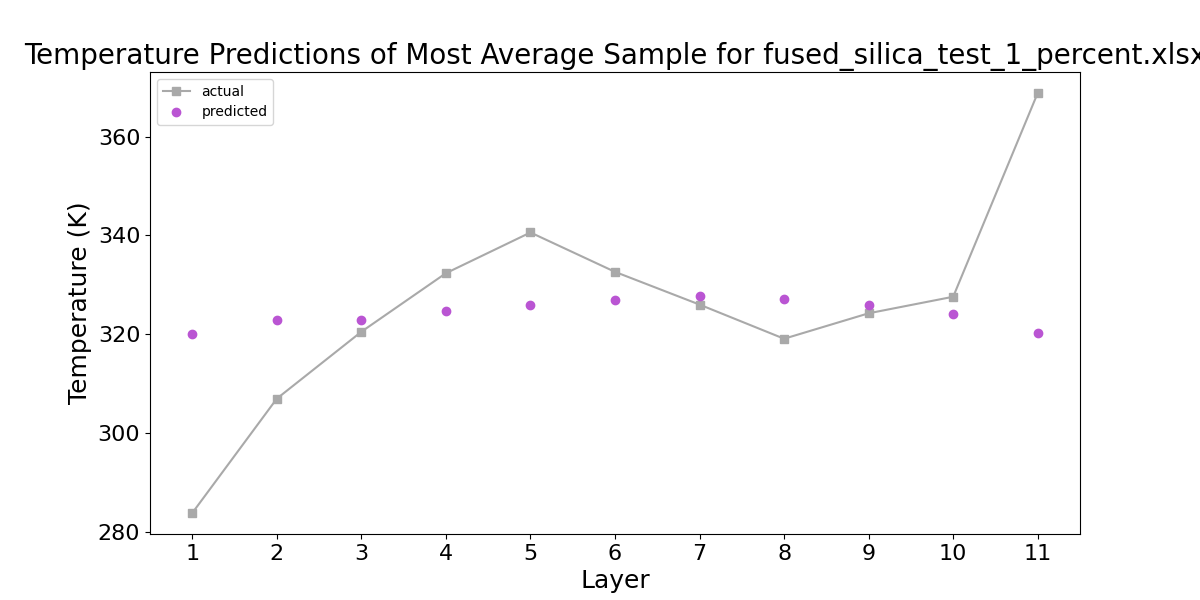 Temperature Predictions of Most Average Sample for fused_silica_test_1_percent.xlsx
actual
predicted
Temperature (K)
360
340
320
300
280
1 2 3 4 5 6 7 8 9 10 11
Layer